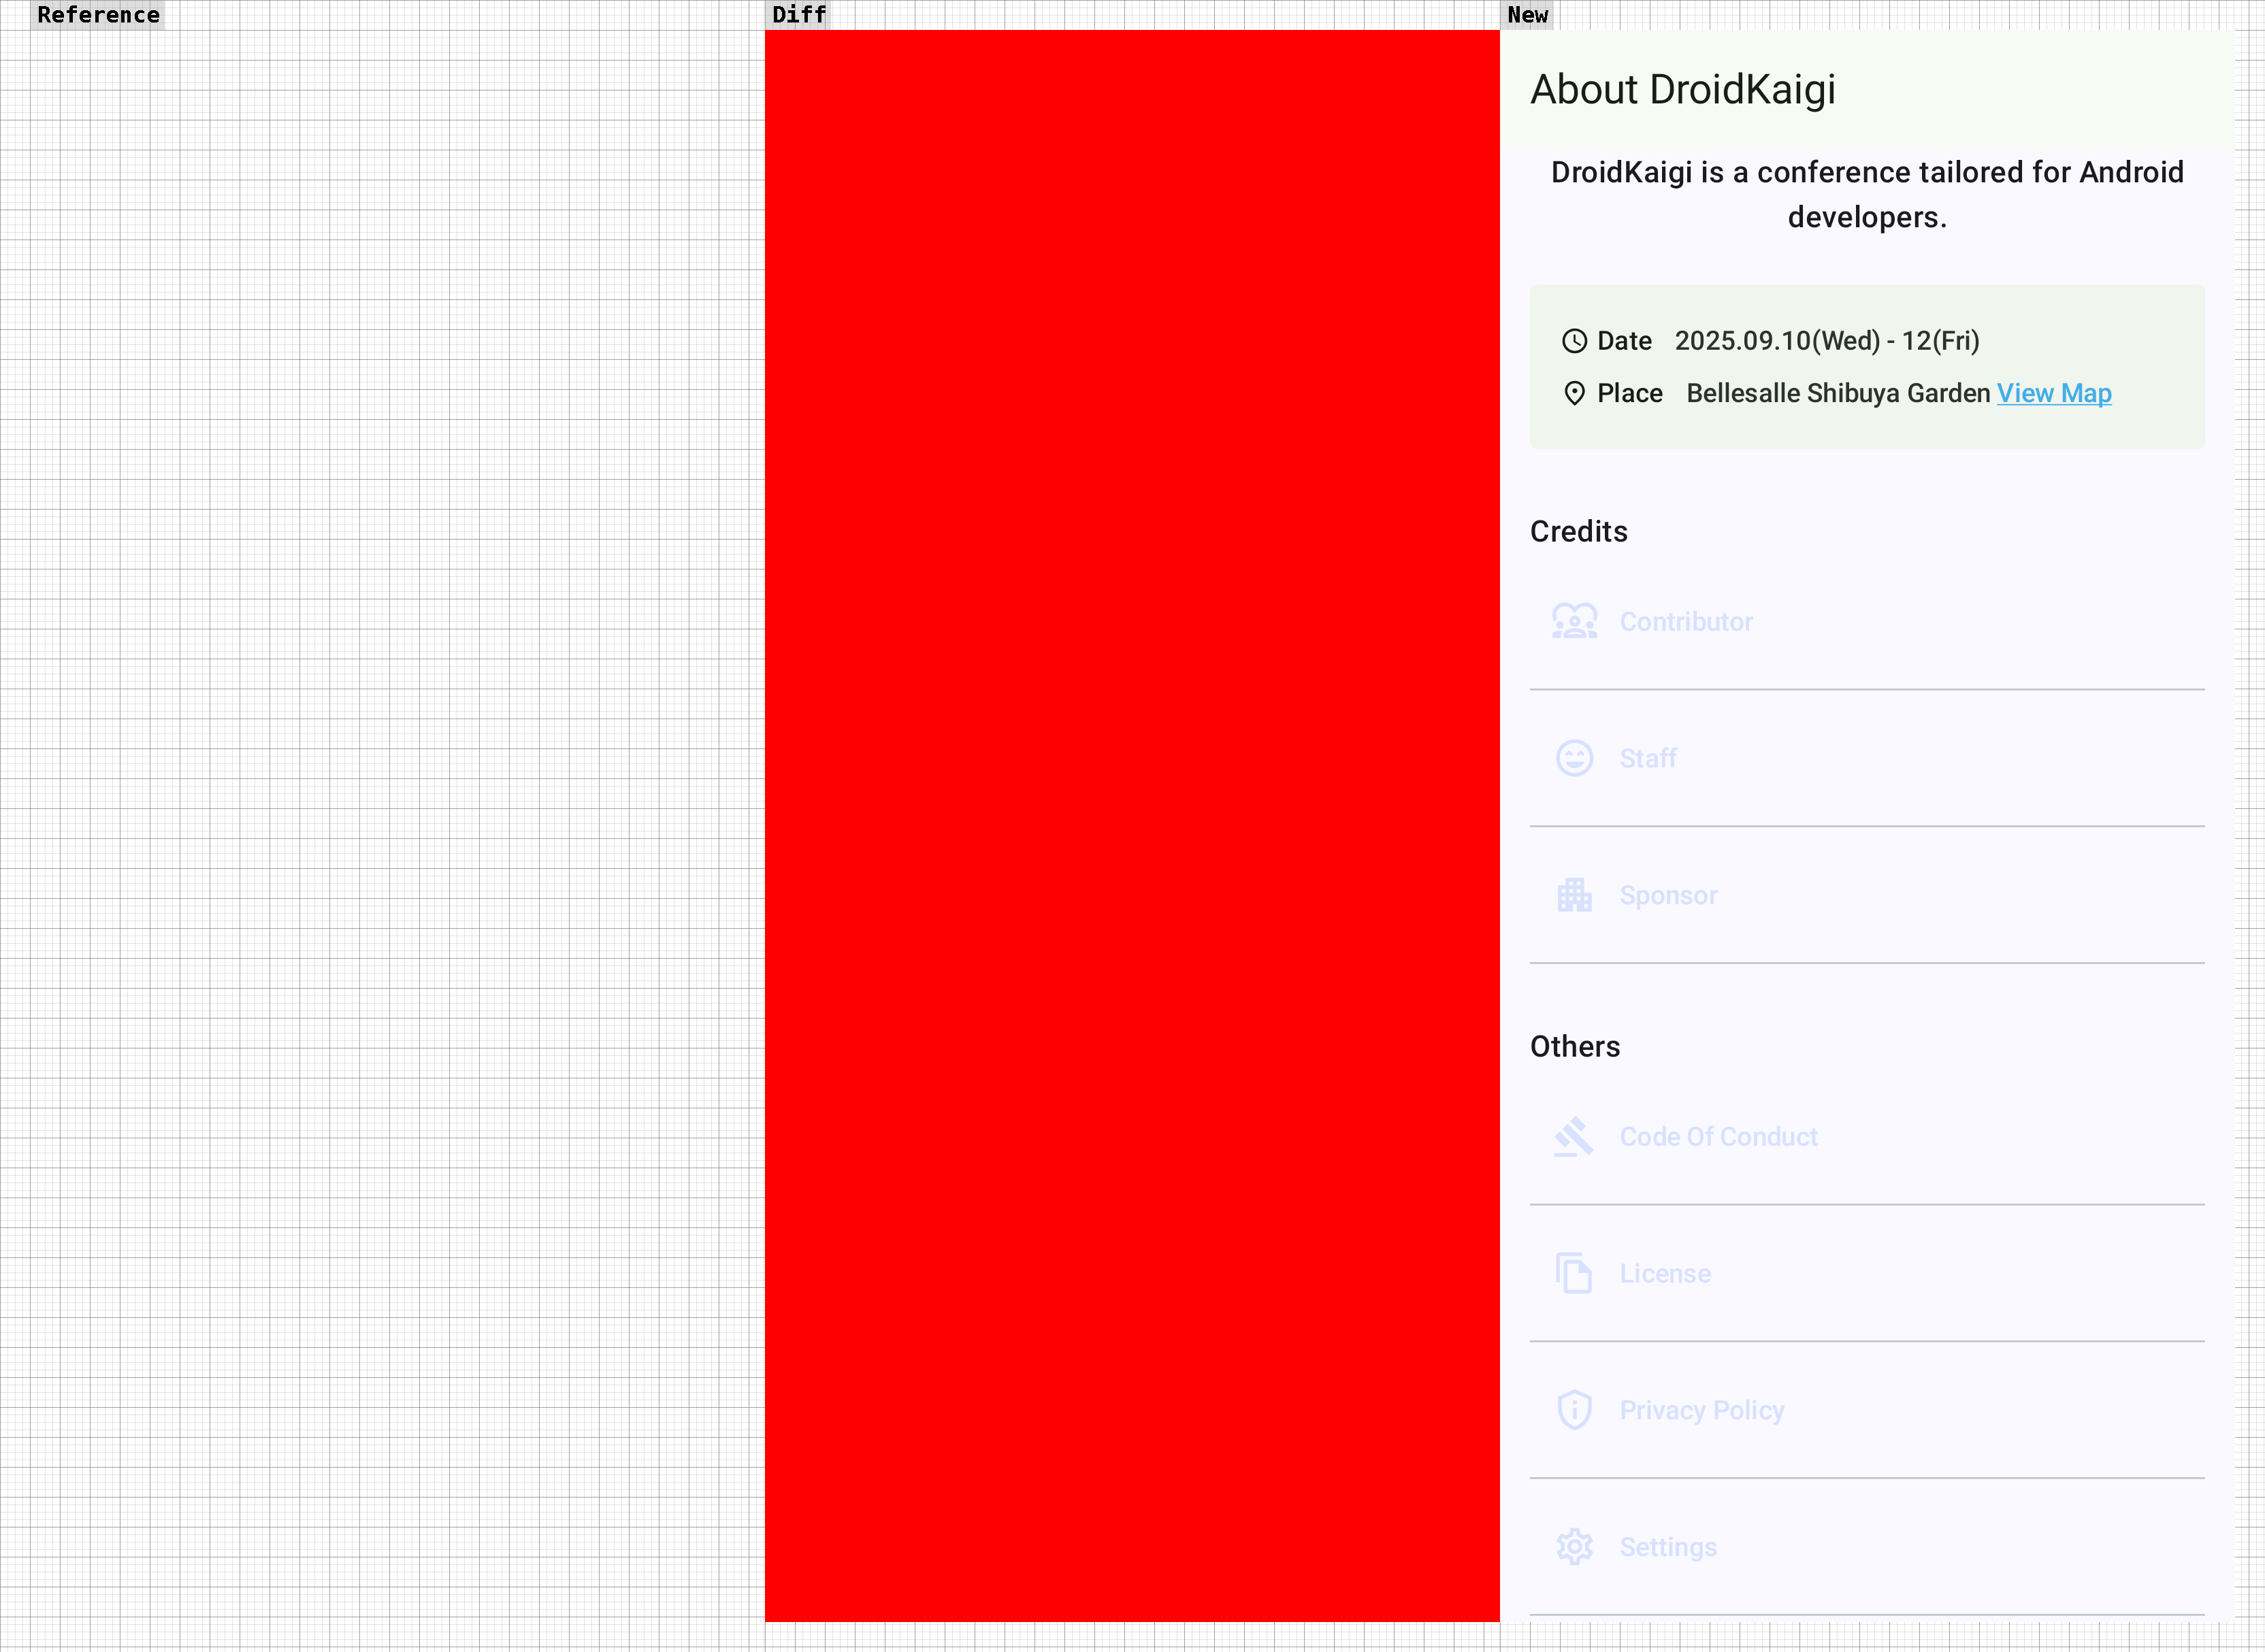 Reference
Diff
New
About DroidKaigi
DroidKaigi is a conference tailored for Android
developers.
Date 2025.09.10(Wed) - 12(Fri)
Place Bellesalle Shibuya Garden View Map
Credits
Contributor
Staff
Sponsor
Others
Code Of Conduct
License
Privacy Policy
Settings